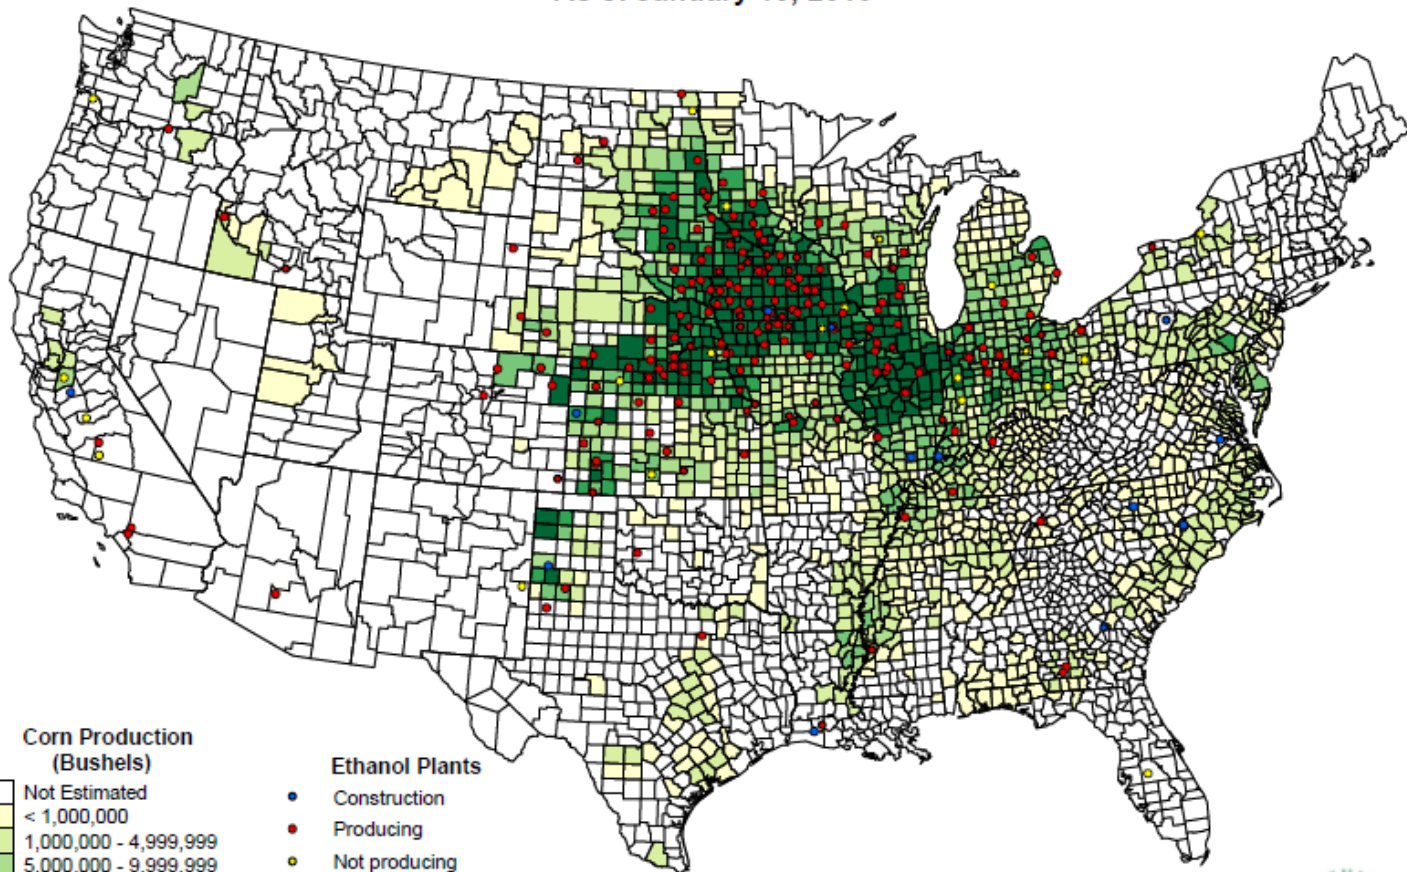 Corn Production
(Bushels)
Not Estimated
< 1,000,000
1,000,000 - 4,999,999
5,000,000 - 9,999,999
Ethanol Plants
Construction
Producing
Not producing